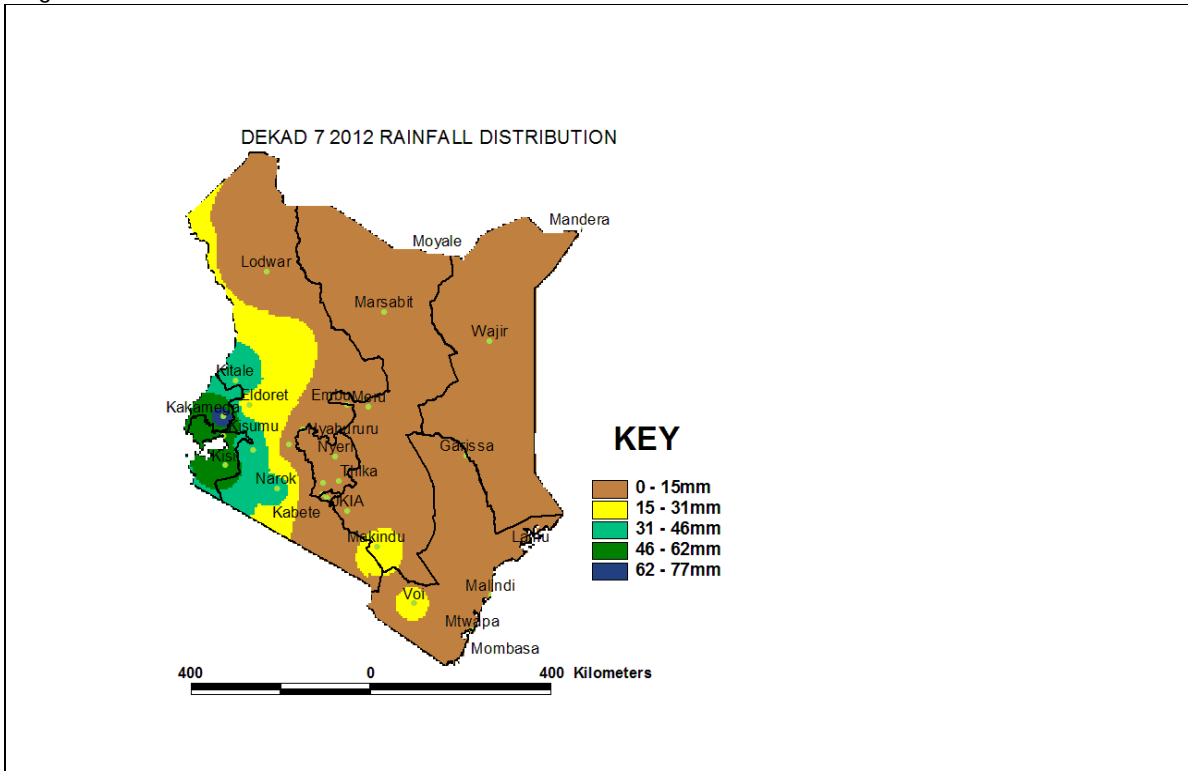 DEKAD 7 2012 RAINFALL DISTRIBUTION
Mandera
Moyale
Lodwar
Marsabit
Wajir
Kitale
Eldoret
Embu
Meru
Kakamega
Kisumu
Nyahururu
Nyeri
Garissa
KEY
Kisii
Thika
Narok
JKIA
Kabete
0 - 15mm
15 - 31mm
31 - 46mm
46 - 62mm
62 - 77mm
Makindu
Lamu
Voi
Malindi
Mtwapa
Mombasa
400 0 400 Kilometers